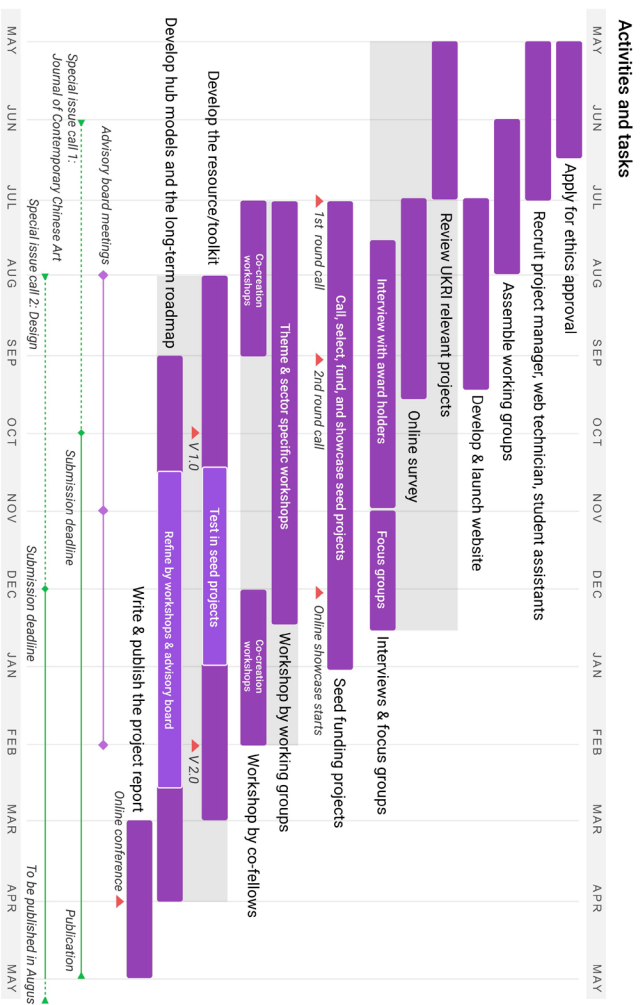 Activities and tasks
MAY JUN JUL AUG SEP OCT NOV DEC JAN FEB MAR APR MAY
Apply for ethics approval
Recruit project manager, web technician, student assistants
Assemble working groups
Develop & launch website
Review UKRI relevant projects
Online survey
Interview with award holders
Focus groups
Interviews & focus groups
Call, select, fund, and showcase seed projects
Seed funding projects
1st round call
2nd round call
Online showcase starts
Theme & sector specific workshops
Workshop by working groups
Co-creation
workshops
Co-creation
workshops
Workshop by co-fellows
Develop the resource/toolkit
Test in seed projects
V 1.0
V 2.0
Develop hub models and the long-term roadmap
Refine by workshops & advisory board
Write & publish the project report
Online conference
Advisory board meetings
Special issue call 1:
Journal of Contemporary Chinese Art
Submission deadline
Publication
Special issue call 2: Design
Submission deadline
To be published in Augus
MAY JUN JUL AUG SEP OCT NOV DEC JAN FEB MAR APR MAY